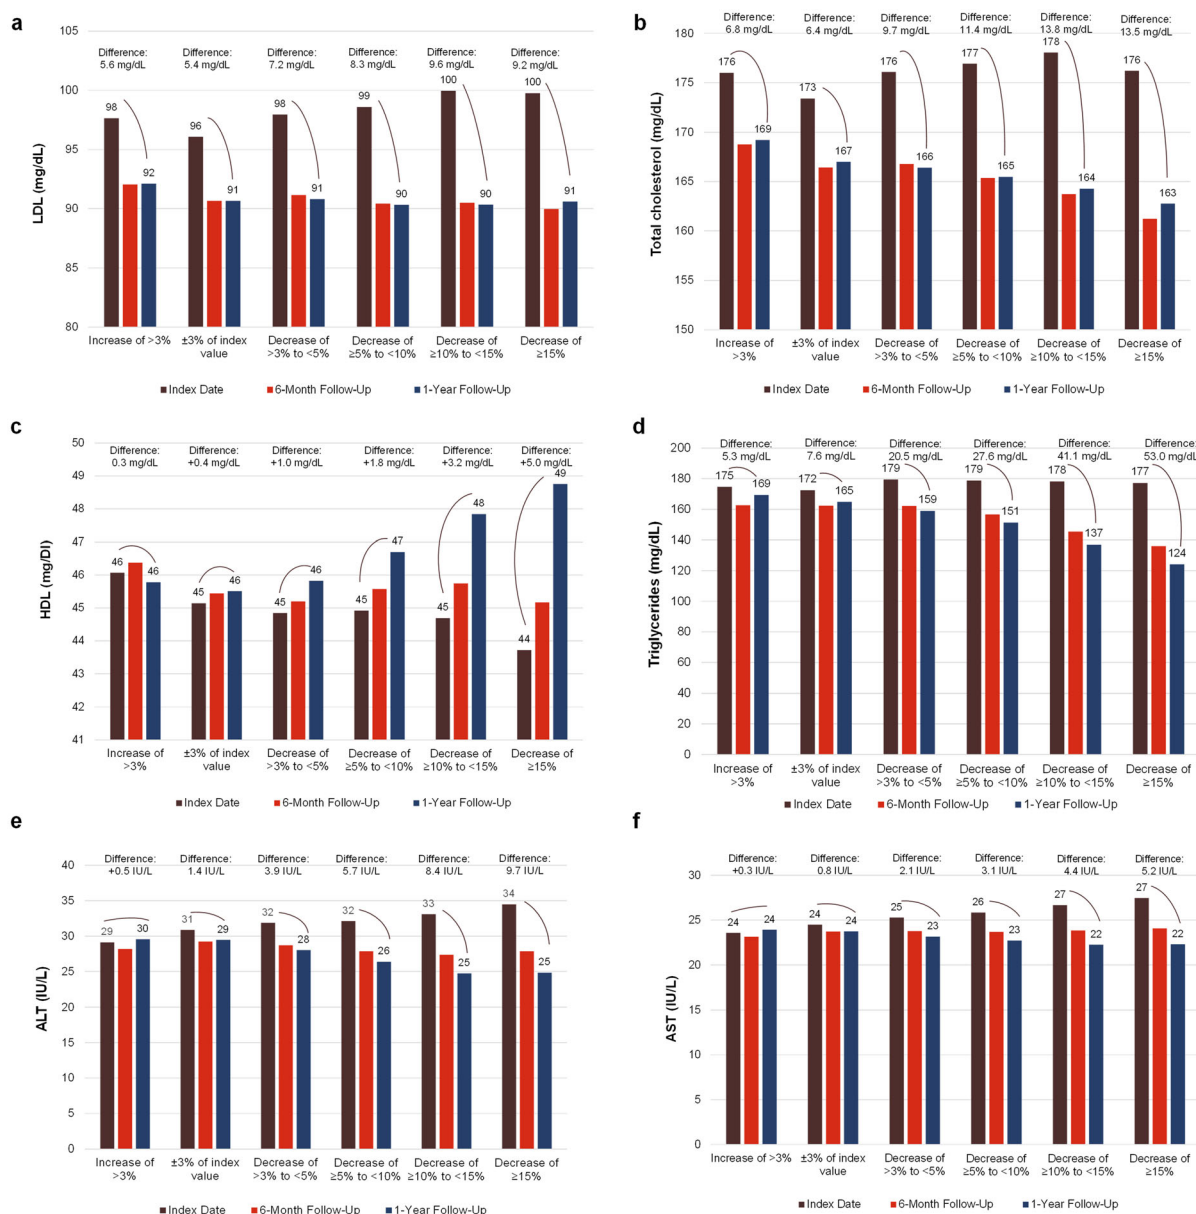 a
105
100
95
90
85
80
LDL (mg/dL)
Difference: Difference: Difference: Difference: Difference: Difference:
5.6 mg/dL 5.4 mg/dL 7.2 mg/dL 8.3 mg/dL 9.6 mg/dL 9.2 mg/dL
98 92 96 91 98 91 99 90 100 90 100 91
Increase of >3% ±3% of index Decrease of Decrease of Decrease of Decrease of
value >3% to <5% ≥5% to <10% ≥10% to <15% ≥15%
Index Date 6-Month Follow-Up 1-Year Follow-Up
b
180
175
170
165
160
155
150
Total cholesterol (mg/dL)
Difference: Difference: Difference: Difference: Difference: Difference:
6.8 mg/dL 6.4 mg/dL 9.7 mg/dL 11.4 mg/dL 13.8 mg/dL 13.5 mg/dL
176 169 173 167 176 166 177 165 178 164 176 163
Increase of ±3% of index Decrease of Decrease of Decrease of Decrease of
>3% value >3% to <5% ≥5% to <10% ≥10% to <15% ≥15%
Index Date 6-Month Follow-Up 1-Year Follow-Up
c
50
49
48
47
46
45
44
43
42
41
HDL (mg/Dl)
Difference: Difference: Difference: Difference: Difference: Difference:
0.3 mg/dL +0.4 mg/dL +1.0 mg/dL +1.8 mg/dL +3.2 mg/dL +5.0 mg/dL
46 46 45 46 45 46 45 47 45 48 44 49
Increase of ±3% of index Decrease of Decrease of Decrease of Decrease of
>3% value >3% to <5% ≥5% to <10% ≥10% to <15% ≥15%
Index Date 6-Month Follow-Up 1-Year Follow-Up
d
200
180
160
140
120
100
80
60
40
20
0
Triglycerides (mg/dL)
Difference: Difference: Difference: Difference: Difference: Difference:
5.3 mg/dL 7.6 mg/dL 20.5 mg/dL 27.6 mg/dL 41.1 mg/dL 53.0 mg/dL
175 169 172 165 179 159 179 151 178 137 177 124
Increase of ±3% of index Decrease of Decrease of Decrease of Decrease of
>3% value >3% to <5% ≥5% to <10% ≥10% to <15% ≥15%
Index Date 6-Month Follow-Up 1-Year Follow-Up
e
40
35
30
25
20
15
10
5
0
ALT (IU/L)
Difference: Difference: Difference: Difference: Difference: Difference:
+0.5 IU/L 1.4 IU/L 3.9 IU/L 5.7 IU/L 8.4 IU/L 9.7 IU/L
29 30 31 29 32 28 32 26 33 25 34 25
Increase of ±3% of index Decrease of Decrease of Decrease of Decrease of
>3% value >3% to <5% ≥5% to <10% ≥10% to <15% ≥15%
Index Date 6-Month Follow-Up 1-Year Follow-Up
f
30
25
20
15
10
5
0
AST (IU/L)
Difference: Difference: Difference: Difference: Difference: Difference:
+0.3 IU/L 0.8 IU/L 2.1 IU/L 3.1 IU/L 4.4 IU/L 5.2 IU/L
24 24 24 24 25 23 26 23 27 22 27 22
Increase of >3% ±3% of index Decrease of Decrease of Decrease of Decrease of
value >3% to <5% ≥5% to <10% ≥10% to <15% ≥15%
Index Date 6-Month Follow-Up 1-Year Follow-Up